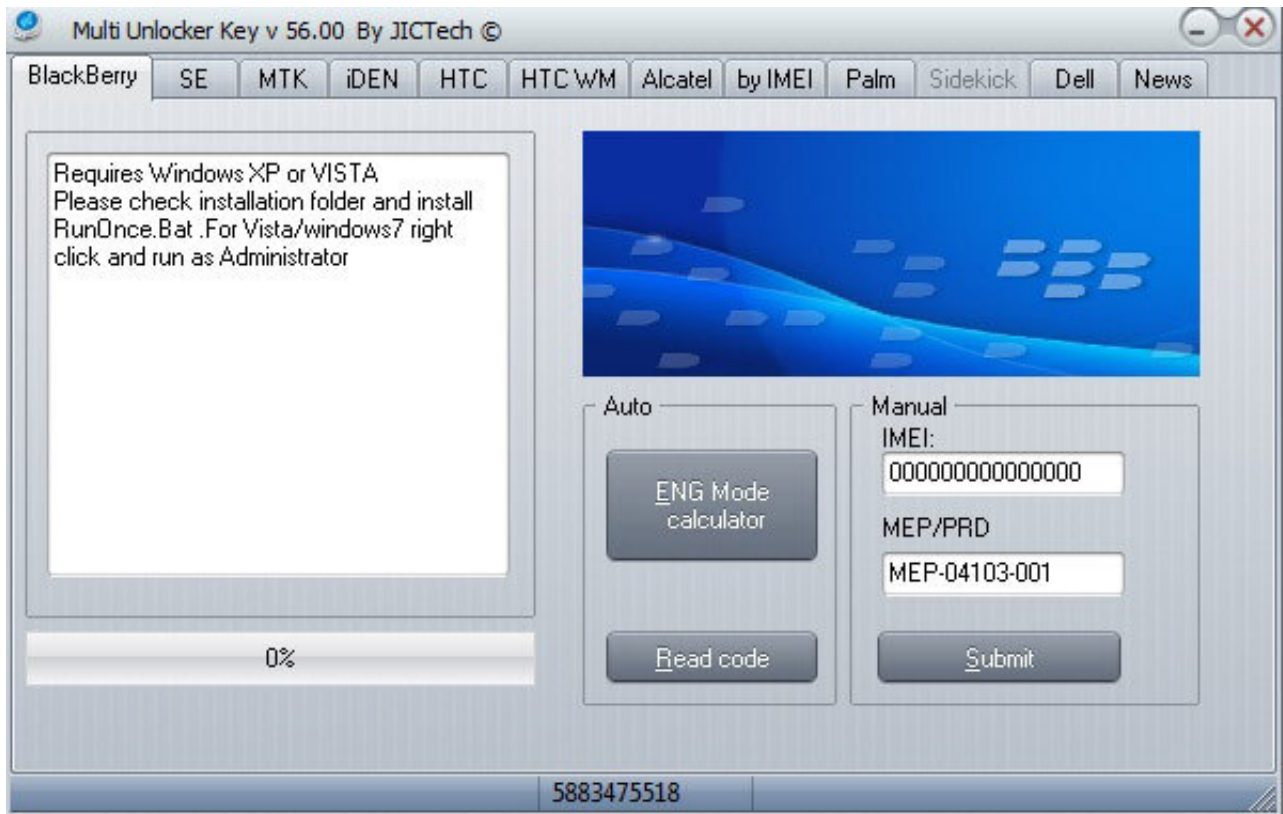 Multi Unlocker Key v 56.00 By JICTech ©
BlackBerry SE MTK iDEN HTC HTC WM Alcatel by IMEI Palm Sidekick Dell News
Requires Windows XP or VISTA
Please check installation folder and install
RunOnce.Bat .For Vista/windows7 right
click and run as Administrator
0%
Auto
ENG Mode
calculator
Read code
Manual
IMEI:
000000000000000
MEP/PRD
MEP-04103-001
Submit
5883475518